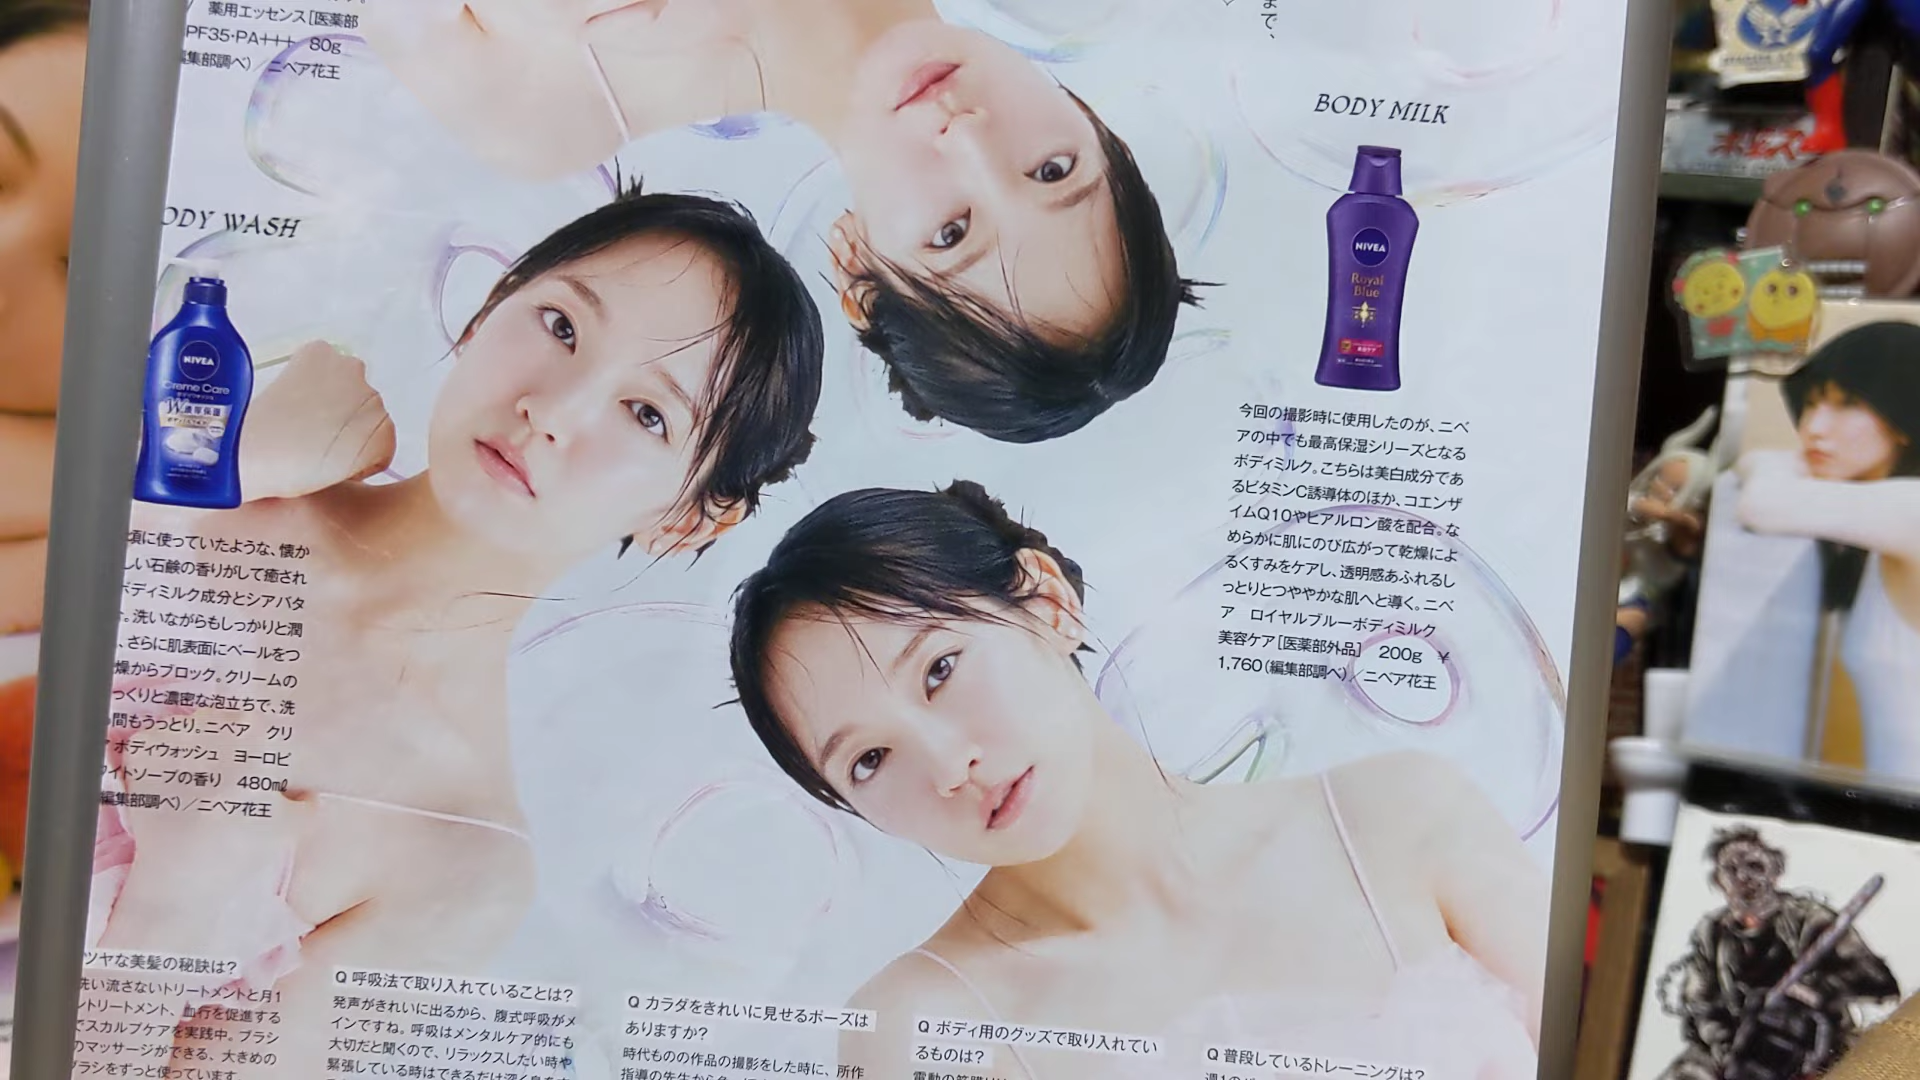 薬用エッセンス[医薬部
PF35・PA+++ 80g
編集部調べ)／ニベア花王
まで、
BODY MILK
NIVEA
Royal
Blue
ODY WASH
NIVEA
Creme Care
頃に使っていたような、懐か
しい石鹸の香りがして癒され
ボディミルク成分とシアバタ
。洗いながらもしっかりと潤
、さらに肌表面にベールをつ
燥からブロック。クリームの
っくりと濃密な泡立ちで、洗
間もうっとり。ニベア クリ
ボディウォッシュ ヨーロピ
イトソープの香り 480㎖
編集部調べ)／ニベア花王
今回の撮影時に使用したのが、ニベ
アの中でも最高保湿シリーズとなる
ボディミルク。こちらは美白成分であ
るビタミンC誘導体のほか、コエンザ
イムQ10やヒアルロン酸を配合。な
めらかに肌にのび広がって乾燥によ
るくすみをケアし、透明感あふれるし
っとりとつややかな肌へと導く。ニベ
ア ロイヤルブルーボディミルク
美容ケア[医薬部外品] 200g ¥
1,760(編集部調べ)／ニベア花王
ツヤな美髪の秘訣は?
洗い流さないトリートメントと月1
ントリートメント、血行を促進する
でスカルプケアを実践中。ブラシ
のマッサージができる、大きめの
ブラシをずっと使っています
Q 呼吸法で取り入れていることは?
発声がきれいに出るから、腹式呼吸がメ
インですね。呼吸はメンタルケア的にも
大切だと聞くので、リラックスしたい時や
緊張している時はできるだけ深く息を
Q カラダをきれいに見せるポーズは
ありますか?
時代ものの作品の撮影をした時に、所作
指導の先生から
Q ボディ用のグッズで取り入れてい
るものは?
Q 普段しているトレーニングは?